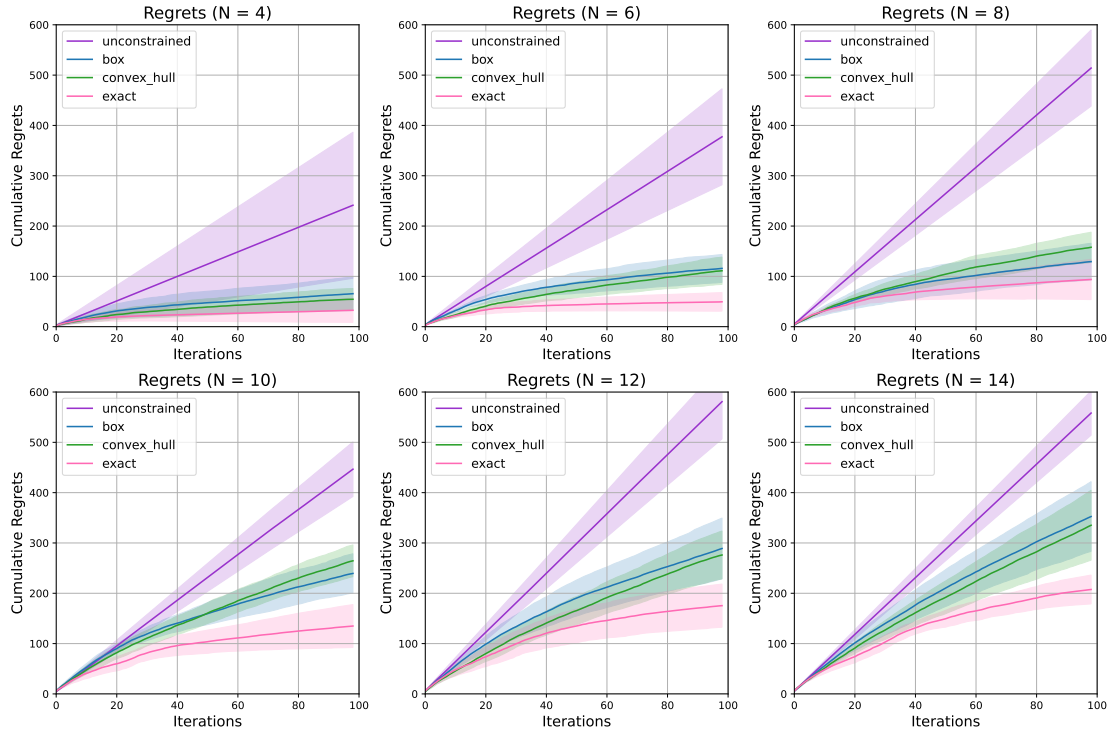 Regrets (N = 4)
600
500
400
300
200
100
0
Cumulative Regrets
unconstrained
box
convex_hull
exact
0 20 40 60 80 100
Iterations
Regrets (N = 6)
600
500
400
300
200
100
0
Cumulative Regrets
unconstrained
box
convex_hull
exact
0 20 40 60 80 100
Iterations
Regrets (N = 8)
600
500
400
300
200
100
0
Cumulative Regrets
unconstrained
box
convex_hull
exact
0 20 40 60 80 100
Iterations
Regrets (N = 10)
600
500
400
300
200
100
0
Cumulative Regrets
unconstrained
box
convex_hull
exact
0 20 40 60 80 100
Iterations
Regrets (N = 12)
600
500
400
300
200
100
0
Cumulative Regrets
unconstrained
box
convex_hull
exact
0 20 40 60 80 100
Iterations
Regrets (N = 14)
600
500
400
300
200
100
0
Cumulative Regrets
unconstrained
box
convex_hull
exact
0 20 40 60 80 100
Iterations